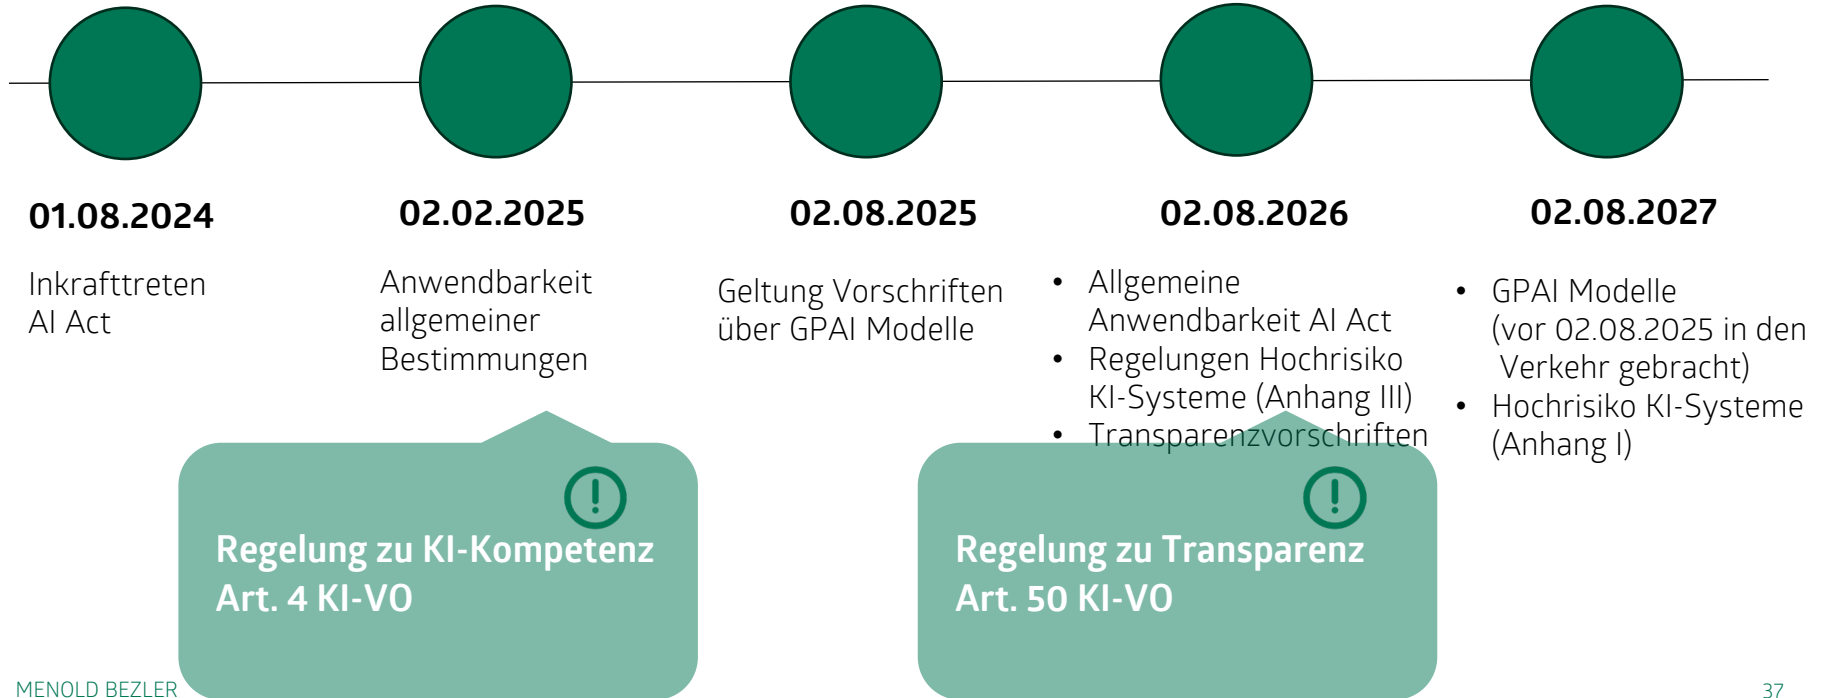 01.08.2024
Inkrafttreten
AI Act
02.02.2025
Anwendbarkeit
allgemeiner
Bestimmungen
02.08.2025
Geltung Vorschriften
über GPAI Modelle
02.08.2026
• Allgemeine
Anwendbarkeit AI Act
• Regelungen Hochrisiko
KI-Systeme (Anhang III)
• Transparenzvorschriften
02.08.2027
• GPAI Modelle
(vor 02.08.2025 in den
Verkehr gebracht)
• Hochrisiko KI-Systeme
(Anhang I)
Regelung zu KI-Kompetenz
Art. 4 KI-VO
Regelung zu Transparenz
Art. 50 KI-VO
MENOLD BEZLER
37